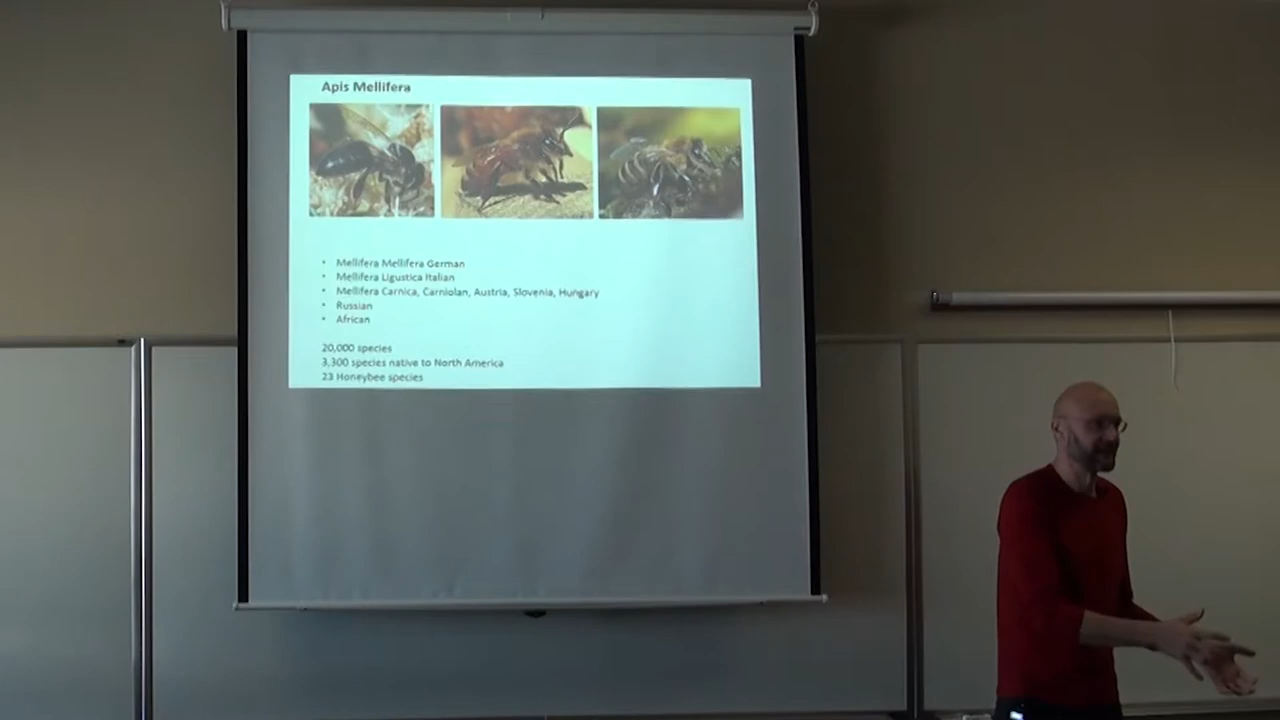 Apis Mellifera
• Mellifera Mellifera German
• Mellifera Ligustica Italian
• Mellifera Carnica, Carniolan, Austria, Slovenia, Hungary
• Russian
• African
20,000 species
3,300 species native to North America
23 Honeybee species